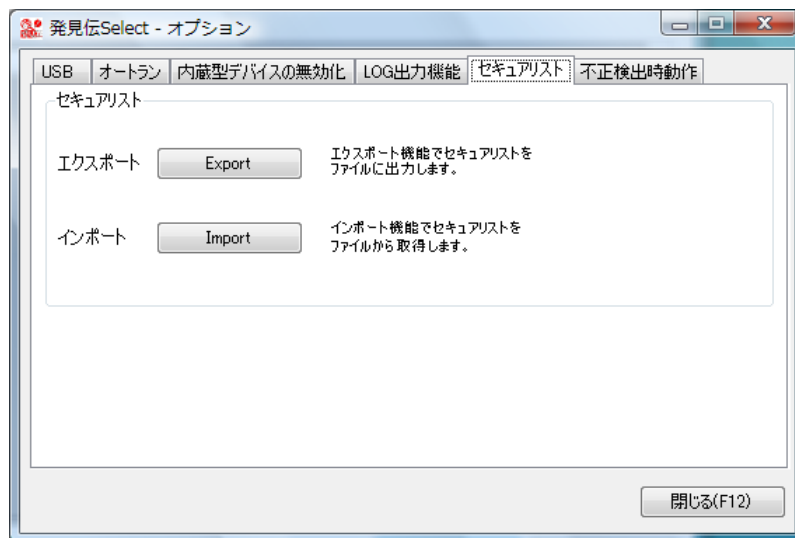 発見伝Select - オプション
USB オートラン 内蔵型デバイスの無効化 LOG出力機能 セキュアリスト 不正検出時動作
セキュアリスト
エクスポート Export エクスポート機能でセキュアリストを
ファイルに出力します。
インポート Import インポート機能でセキュアリストを
ファイルから取得します。
閉じる(F12)